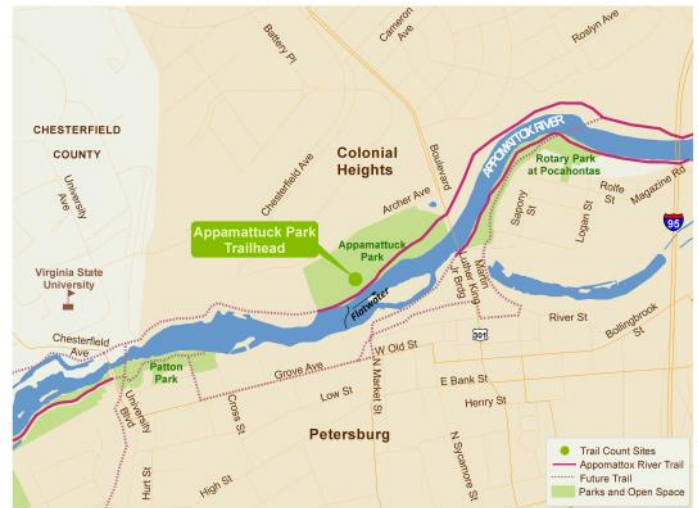 Cameron
Ave
Roslyn Ave
Battery Pl
CHESTERFIELD
COUNTY
University
Ave
Colonial
Heights
Boulevard
APPOMATTOX RIVER
Chesterfield Ave
Archer Ave
Rotary Park
at Pocahontas
Rolfe
St
Magazine Rd
Sapony
St
Logan St
95
Appamattuck Park
Trailhead
Appamattuck
Park
Virginia State
University
Flatwater
Martin
Luther King
Jr Brdg
301
River St
Bollingbrook
St
Chesterfield
Ave
Patton
Park
Grove Ave
W Old St
N Market St
E Bank St
Low St
Henry St
University
Blvd
Cross St
Petersburg
N Sycamore St
Hurt St
High St
Trail Count Sites
Appomattox River Trail
Future Trail
Parks and Open Space